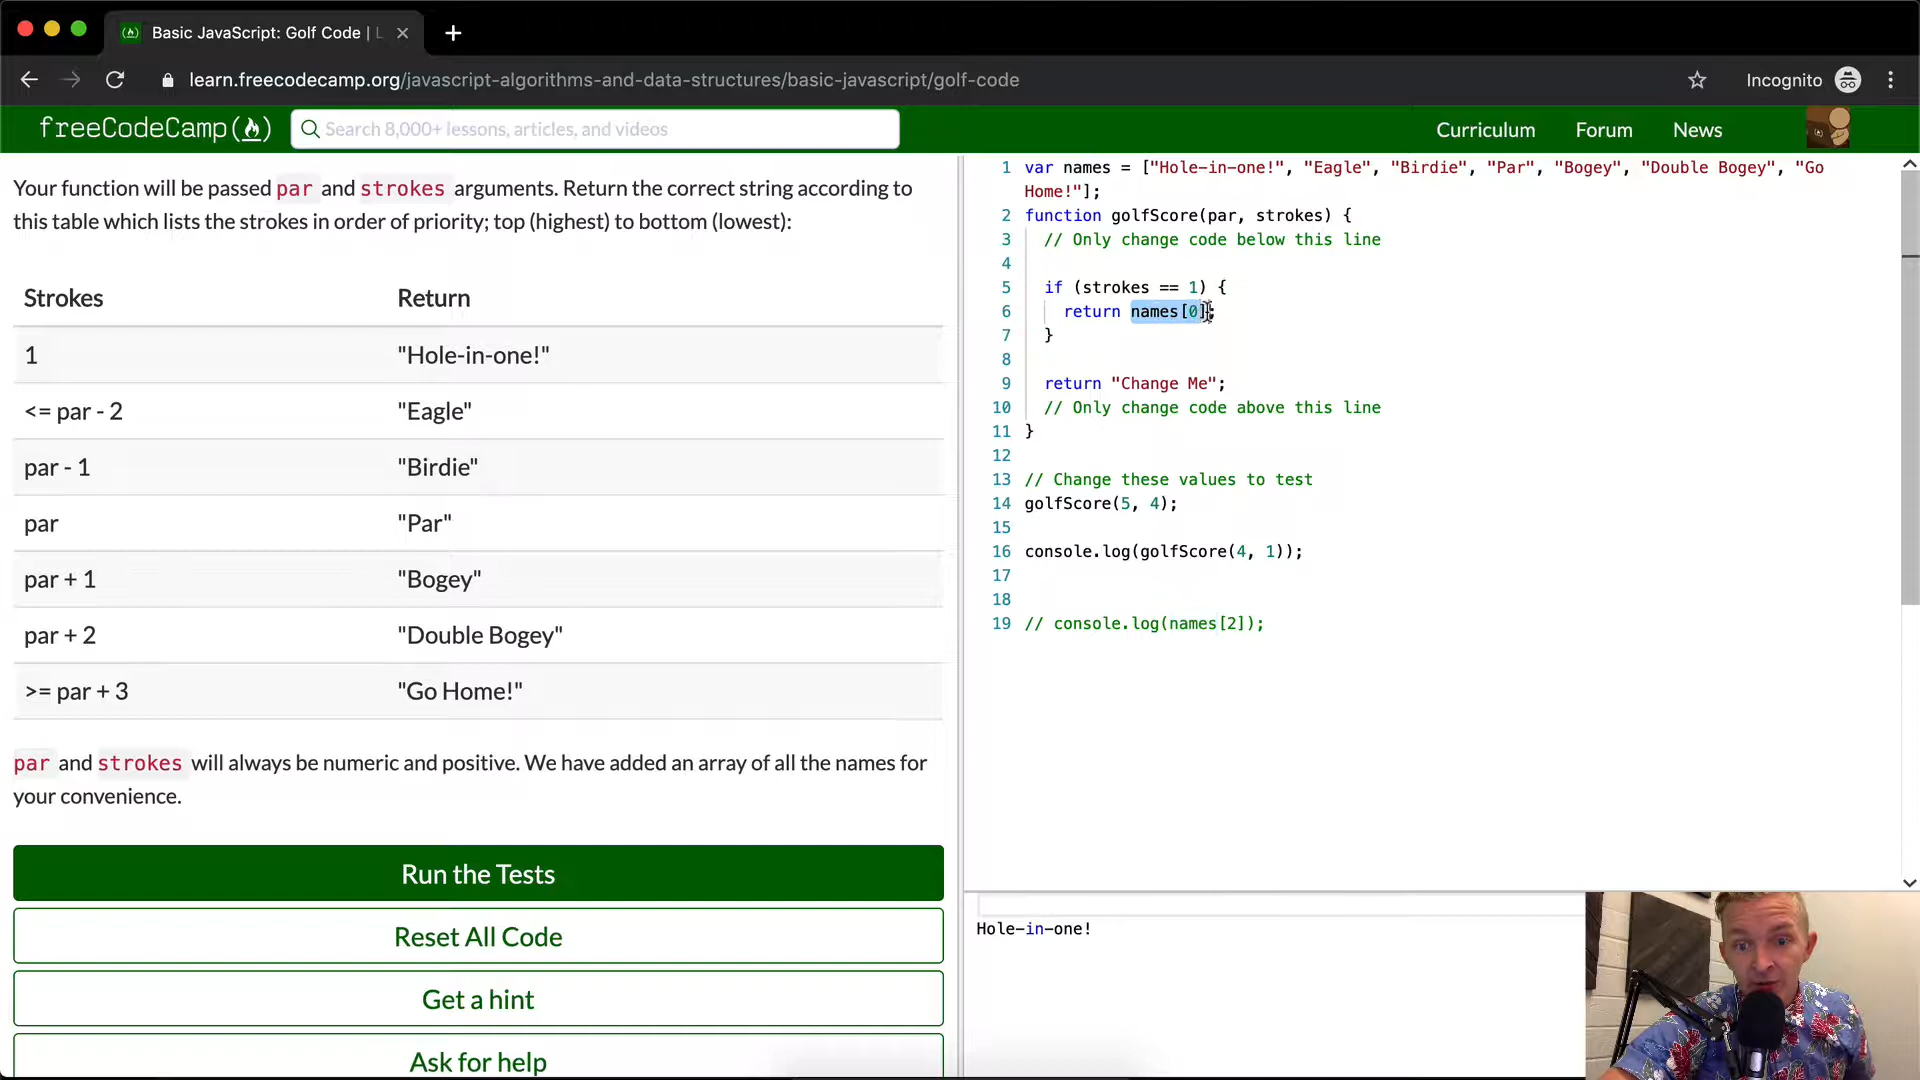 Basic JavaScript: Golf Code | L
learn.freecodecamp.org/javascript-algorithms-and-data-structures/basic-javascript/golf-code
Incognito
freeCodeCamp
Search 8,000+ lessons, articles, and videos
Curriculum
Forum
News
Your function will be passed par and strokes arguments. Return the correct string according to
this table which lists the strokes in order of priority; top (highest) to bottom (lowest):
Strokes Return
1 "Hole-in-one!"
<= par - 2 "Eagle"
par - 1 "Birdie"
par "Par"
par + 1 "Bogey"
par + 2 "Double Bogey"
>= par + 3 "Go Home!"
par and strokes will always be numeric and positive. We have added an array of all the names for
your convenience.
Run the Tests
Reset All Code
Get a hint
Ask for help
1 var names = ["Hole-in-one!", "Eagle", "Birdie", "Par", "Bogey", "Double Bogey", "Go
Home!"];
2 function golfScore(par, strokes) {
3 // Only change code below this line
4
5 if (strokes == 1) {
6 return names[0];
7 }
8
9 return "Change Me";
10 // Only change code above this line
11 }
12
13 // Change these values to test
14 golfScore(5, 4);
15
16 console.log(golfScore(4, 1));
17
18
19 // console.log(names[2]);
Hole-in-one!